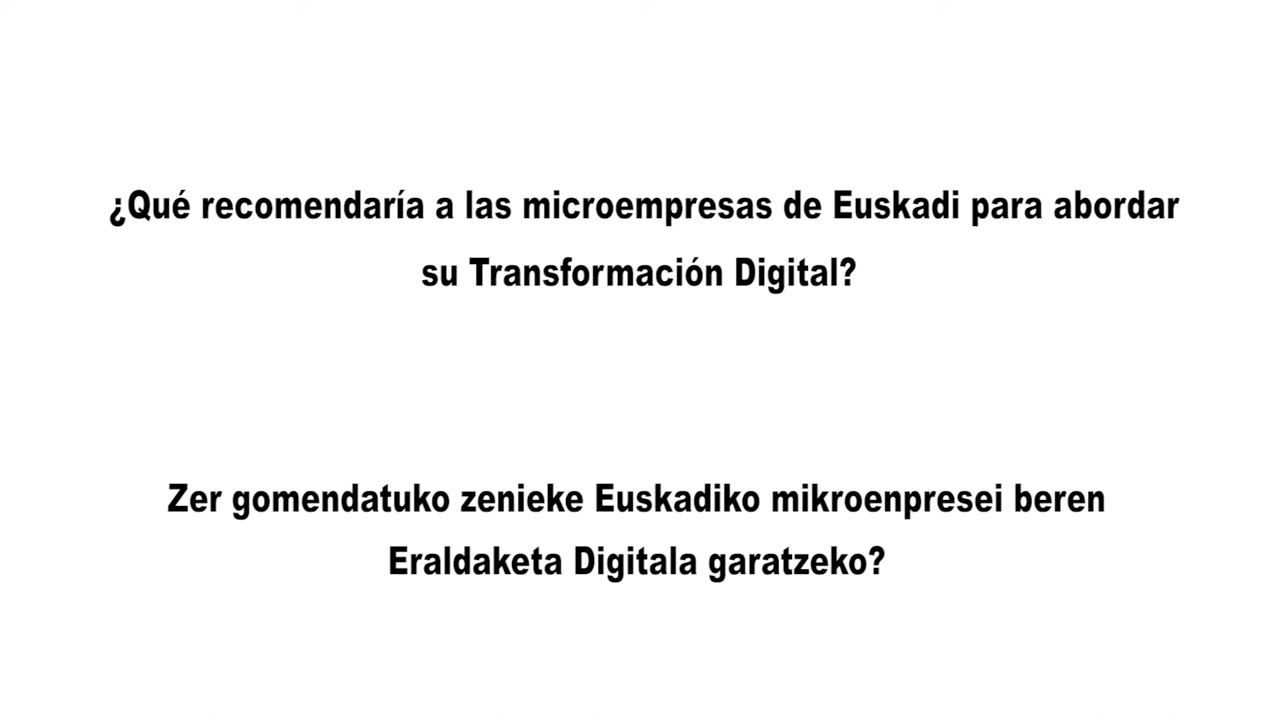 ¿Qué recomendaría a las microempresas de Euskadi para abordar
su Transformación Digital?
Zer gomendatuko zenieke Euskadiko mikroenpresei beren
Eraldaketa Digitala garatzeko?